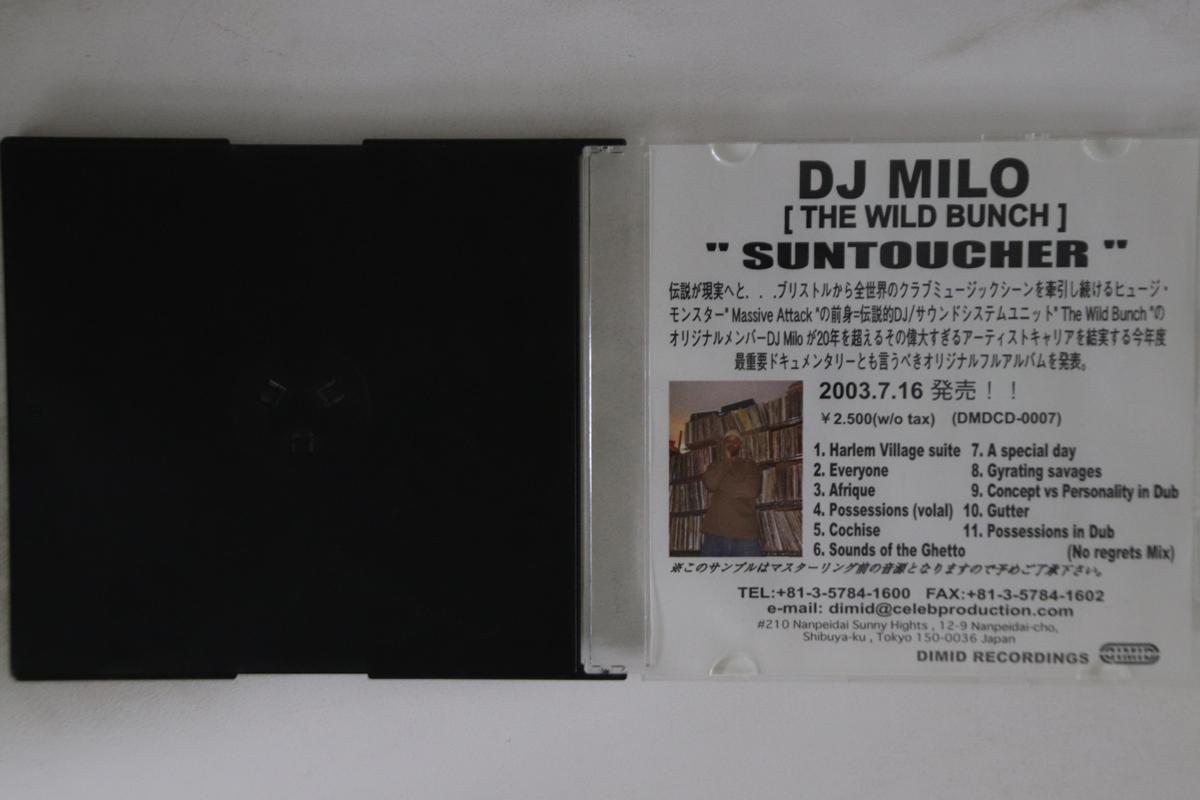 DJ MILO
[ THE WILD BUNCH ]
" SUNTOUCHER "
伝説が現実へと. . .ブリストルから全世界のクラブミュージックシーンを牽引し続けるヒュージ・
モンスター" Massive Attack "の前身=伝説的DJ/サウンドシステムユニット" The Wild Bunch "の
オリジナルメンバーDJ Milo が20年を超えるその偉大すぎるアーティストキャリアを結実する今年度
最重要ドキュメンタリーとも言うべきオリジナルフルアルバムを発表。
2003.7.16 発売！！
￥2.500(w/o tax) (DMDCD-0007)
1. Harlem Village suite 7. A special day
2. Everyone 8. Gyrating savages
3. Afrique 9. Concept vs Personality in Dub
4. Possessions (volal) 10. Gutter
5. Cochise 11. Possessions in Dub
6. Sounds of the Ghetto (No regrets Mix)
※このサンプルはマスターリング前の音源となりますので予めご了承下さい。
TEL:+81-3-5784-1600 FAX:+81-3-5784-1602
e-mail: dimid@celebproduction.com
#210 Nanpeidai Sunny Hights , 12-9 Nanpeidai-cho,
Shibuya-ku , Tokyo 150-0036 Japan
DIMID RECORDINGS DIMID